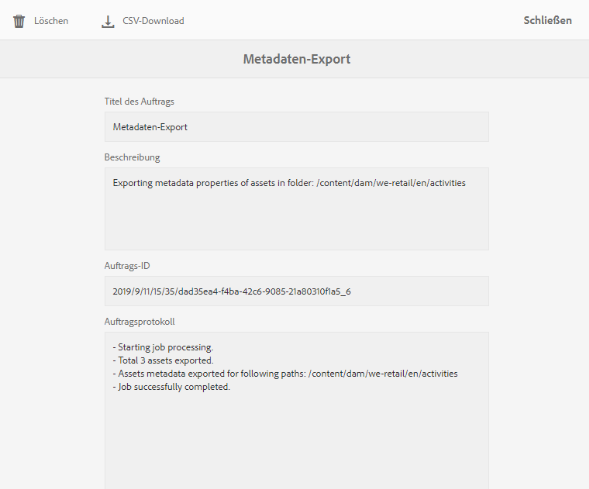 Löschen CSV-Download Schließen
Metadaten-Export
Titel des Auftrags
Metadaten-Export
Beschreibung
Exporting metadata properties of assets in folder: /content/dam/we-retail/en/activities
Auftrags-ID
2019/9/11/15/35/dad35ea4-f4ba-42c6-9085-21a80310f1a5_6
Auftragsprotokoll
- Starting job processing.
- Total 3 assets exported.
- Assets metadata exported for following paths: /content/dam/we-retail/en/activities
- Job successfully completed.